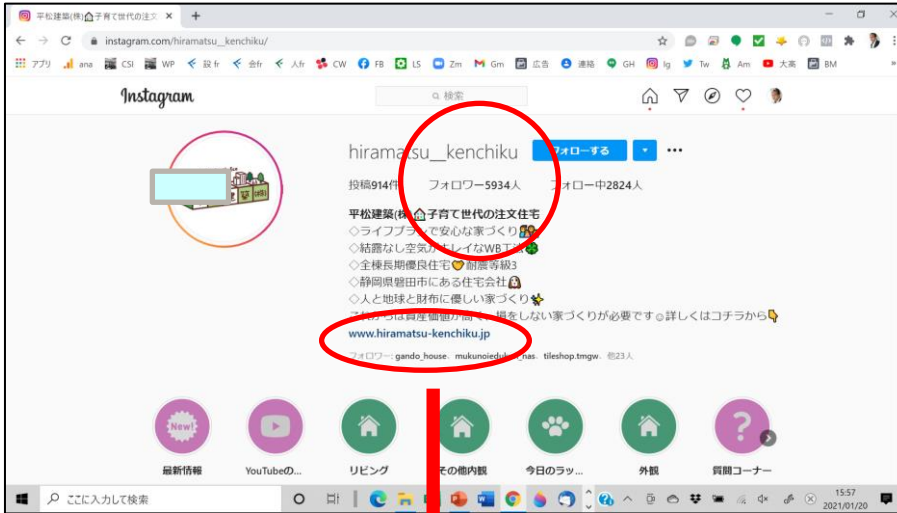 平松建築(株)🏠子育て世代の注文
instagram.com/hiramatsu__kenchiku/
アプリ ana CSI WP 設fr 会fr 人fr CW FB LS Zm Gm 広告 連絡 GH Ig Tw Am 大高 BM
Instagram
検索
hiramatsu__kenchiku フォローする
投稿914件 フォロワー5934人 フォロー中2824人
平松建築(株)🏠子育て世代の注文住宅
◇ライフプランで安心な家づくり
◇結露なし空気がキレイなWB工法🍀
◇全棟長期優良住宅🧡耐震等級3
◇静岡県磐田市にある住宅会社
◇人と地球と財布に優しい家づくり
損をしない家づくりが必要です☺詳しくはコチラから👇
www.hiramatsu-kenchiku.jp
フォロワー: gando_house、 tileshop.tmgw、 他23人
New!
?
最新情報 YouTubeの... リビング その他内観 今日のラッ... 外観 質問コーナー
ここに入力して検索
15:57
2021/01/20